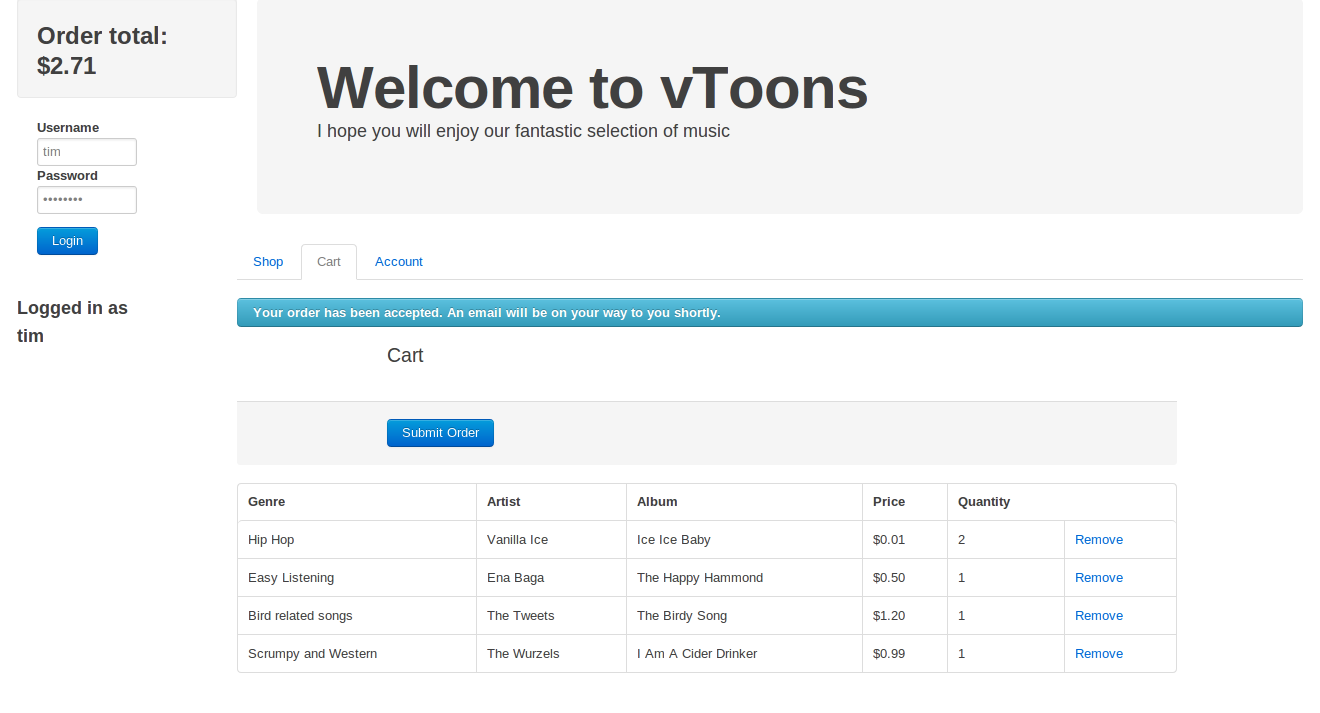 Order total:
$2.71
Username
tim
Password
••••••••
Login
Logged in as
tim
Welcome to vToons
I hope you will enjoy our fantastic selection of music
Shop Cart Account
Your order has been accepted. An email will be on your way to you shortly.
Cart
Submit Order
Genre Artist Album Price Quantity
Hip Hop Vanilla Ice Ice Ice Baby $0.01 2 Remove
Easy Listening Ena Baga The Happy Hammond $0.50 1 Remove
Bird related songs The Tweets The Birdy Song $1.20 1 Remove
Scrumpy and Western The Wurzels I Am A Cider Drinker $0.99 1 Remove